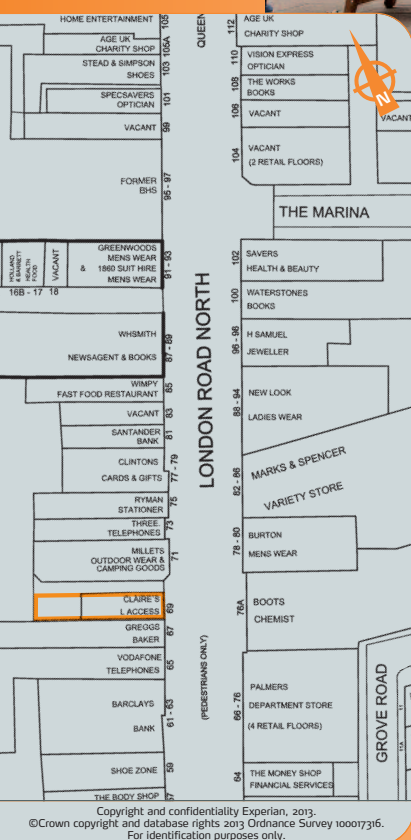 HOME ENTERTAINMENT
105
AGE UK
CHARITY SHOP
105A
STEAD & SIMPSON
SHOES
103
SPECSAVERS
OPTICIAN
101
VACANT
99
FORMER
BHS
95 - 97
HOLLAND
& BARRETT
HEALTH
FOOD
16B - 17
VACANT
18
GREENWOODS
MENS WEAR
& 1860 SUIT HIRE
MENS WEAR
91 - 93
WHSMITH
NEWSAGENT & BOOKS
87 - 89
WIMPY
FAST FOOD RESTAURANT
85
VACANT
83
SANTANDER
BANK
81
CLINTONS
CARDS & GIFTS
77 - 79
RYMAN
STATIONER
75
THREE.
TELEPHONES
73
MILLETS
OUTDOOR WEAR &
CAMPING GOODS
71
CLAIRE'S
L ACCESS
69
GREGGS
BAKER
67
VODAFONE
TELEPHONES
65
BARCLAYS
BANK
61 - 63
SHOE ZONE
59
THE BODY SHOP
57
QUEEN
LONDON ROAD NORTH
(PEDESTRIANS ONLY)
112
AGE UK
CHARITY SHOP
110
VISION EXPRESS
OPTICIAN
108
THE WORKS
BOOKS
106
VACANT
104
VACANT
(2 RETAIL FLOORS)
N
VACANT
THE MARINA
102
SAVERS
HEALTH & BEAUTY
100
WATERSTONES
BOOKS
96 - 98
H SAMUEL
JEWELLER
88 - 94
NEW LOOK
LADIES WEAR
82 - 86
MARKS & SPENCER
VARIETY STORE
78 - 80
BURTON
MENS WEAR
76A
BOOTS
CHEMIST
66 - 76
PALMERS
DEPARTMENT STORE
(4 RETAIL FLOORS)
64
THE MONEY SHOP
FINANCIAL SERVICES
GROVE ROAD
11
11A
Copyright and confidentiality Experian, 2013.
©Crown copyright and database rights 2013 Ordnance Survey 100017316.
For identification purposes only.